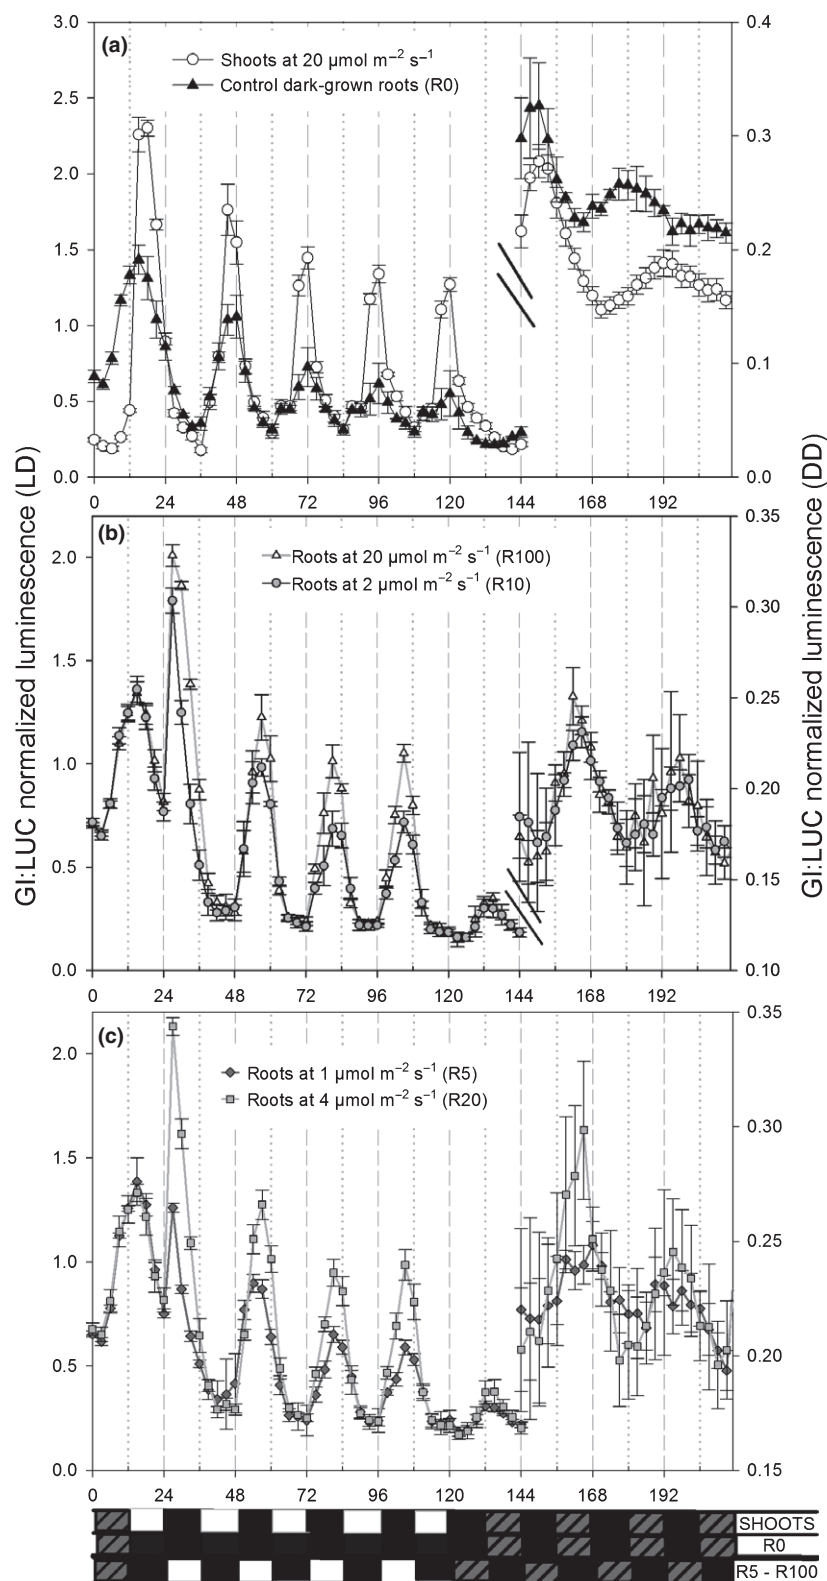 (a)
Shoots at 20 µmol m⁻² s⁻¹
Control dark-grown roots (R0)
3.0
2.5
2.0
1.5
1.0
0.5
0.0
0.4
0.3
0.2
0.1
0.0
0 24 48 72 96 120 144 168 192
GI:LUC normalized luminescence (LD)
GI:LUC normalized luminescence (DD)
(b)
Roots at 20 µmol m⁻² s⁻¹ (R100)
Roots at 2 µmol m⁻² s⁻¹ (R10)
2.0
1.5
1.0
0.5
0.0
0.35
0.30
0.25
0.20
0.15
0.10
0 24 48 72 96 120 144 168 192
(c)
Roots at 1 µmol m⁻² s⁻¹ (R5)
Roots at 4 µmol m⁻² s⁻¹ (R20)
2.0
1.5
1.0
0.5
0.0
0.35
0.30
0.25
0.20
0.15
0 24 48 72 96 120 144 168 192
SHOOTS
R0
R5 - R100